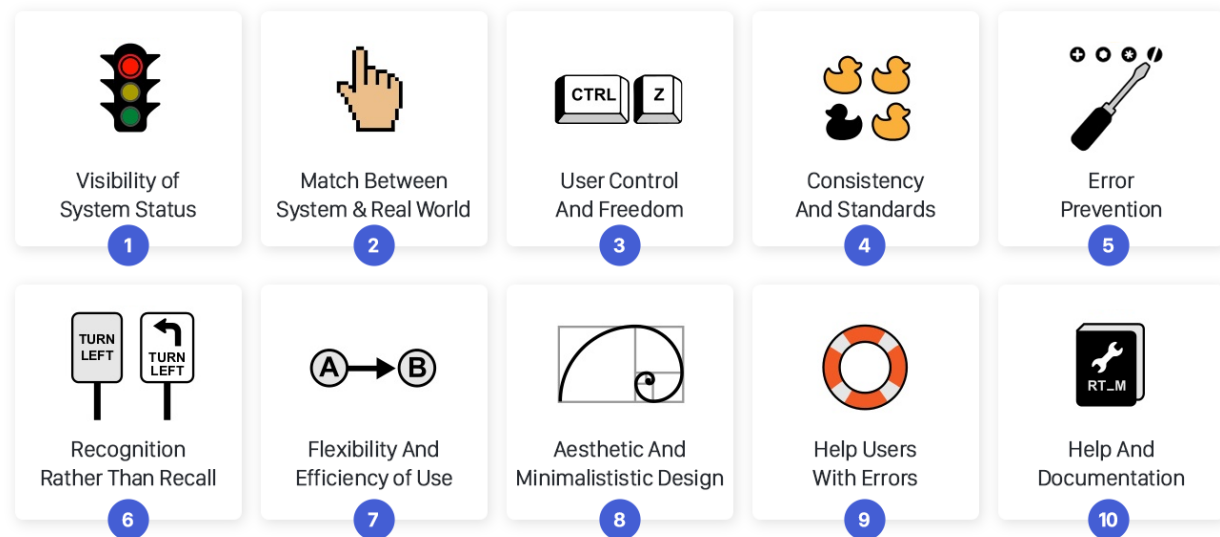 CTRL Z
Visibility of
System Status
1
Match Between
System & Real World
2
User Control
And Freedom
3
Consistency
And Standards
4
Error
Prevention
5
TURN
LEFT
TURN
LEFT
Recognition
Rather Than Recall
6
A B
Flexibility And
Efficiency of Use
7
Aesthetic And
Minimalististic Design
8
Help Users
With Errors
9
RT_M
Help And
Documentation
10